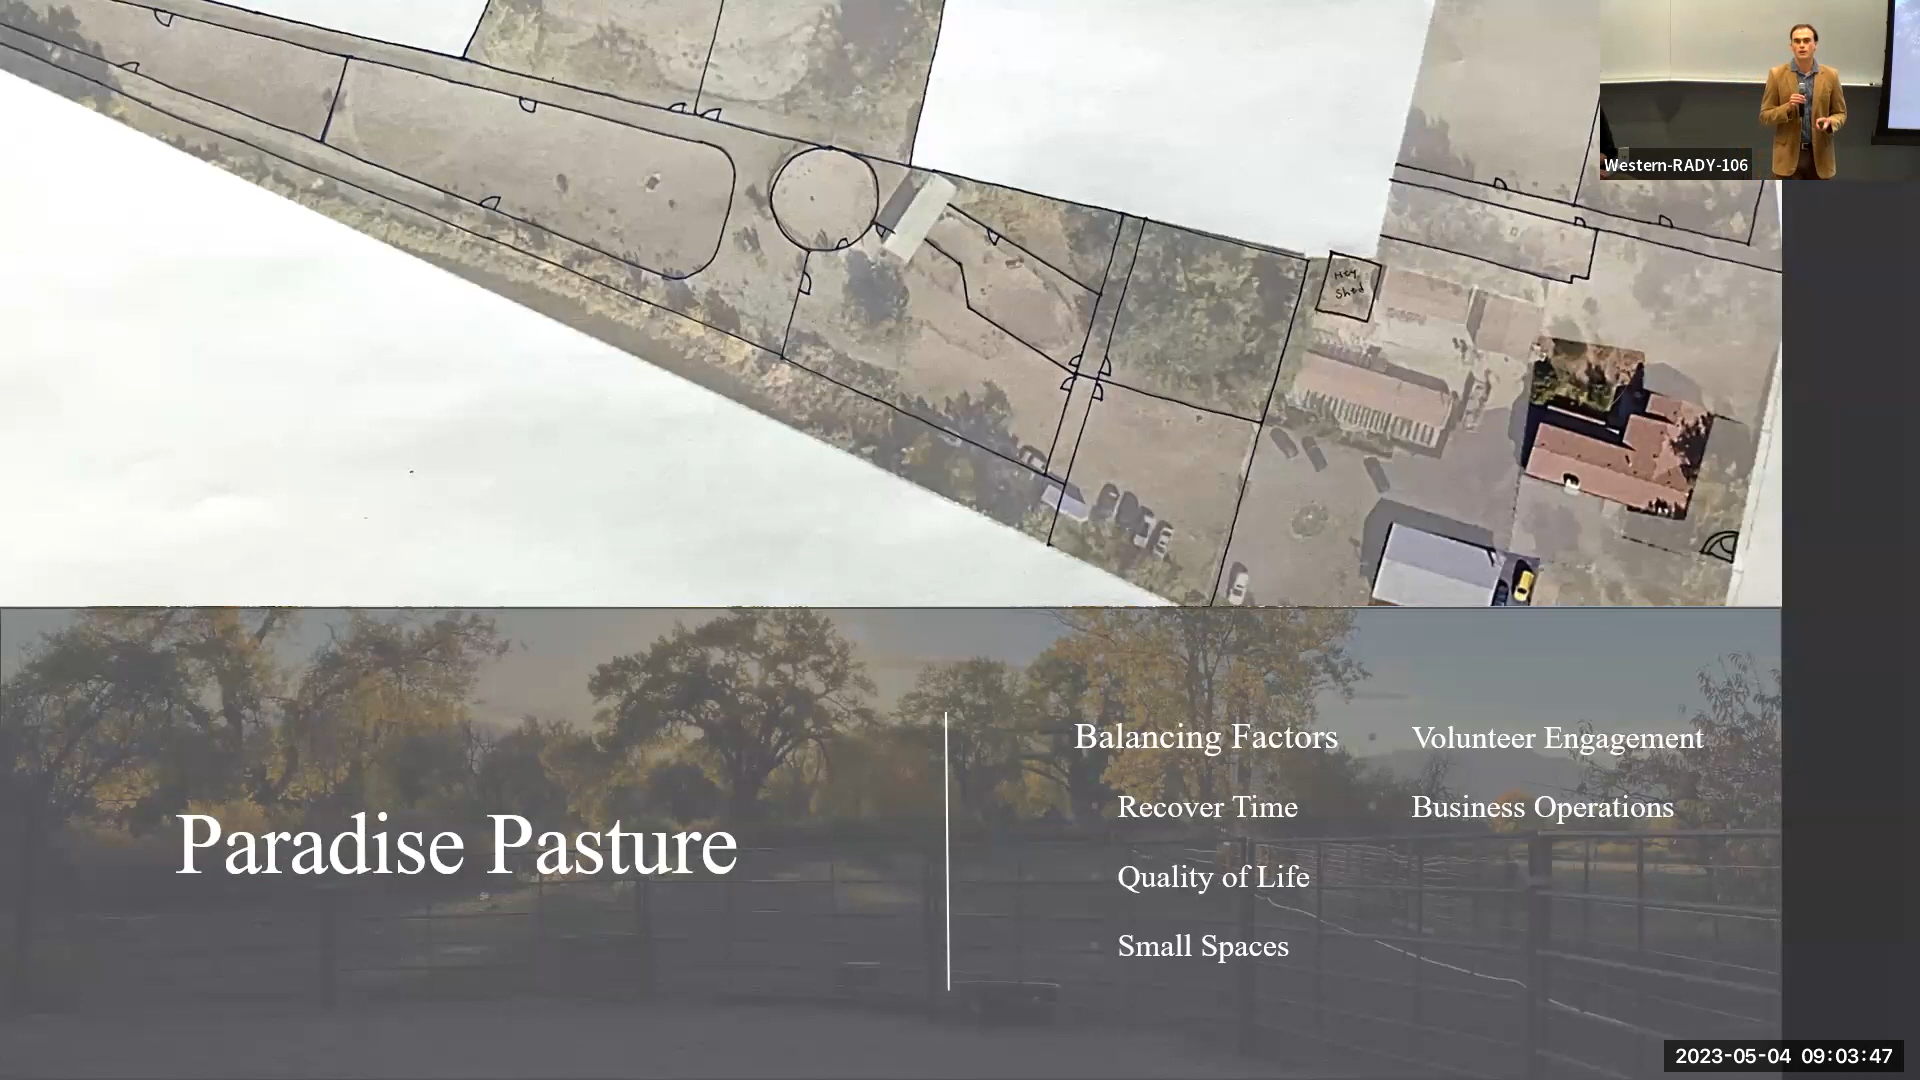 Western-RADY-106
Hay
Shed
Paradise Pasture
Balancing Factors
Recover Time
Quality of Life
Small Spaces
Volunteer Engagement
Business Operations
2023-05-04 09:03:47